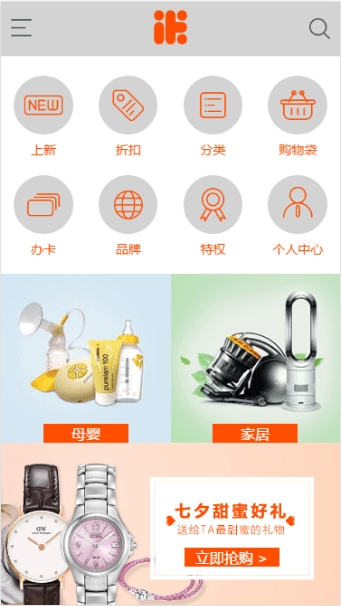 NEW
上新
折扣
分类
购物袋
办卡
品牌
特权
个人中心
purelan 100
母婴
家居
DW
七夕甜蜜好礼
送给TA最甜蜜的礼物
立即抢购 >